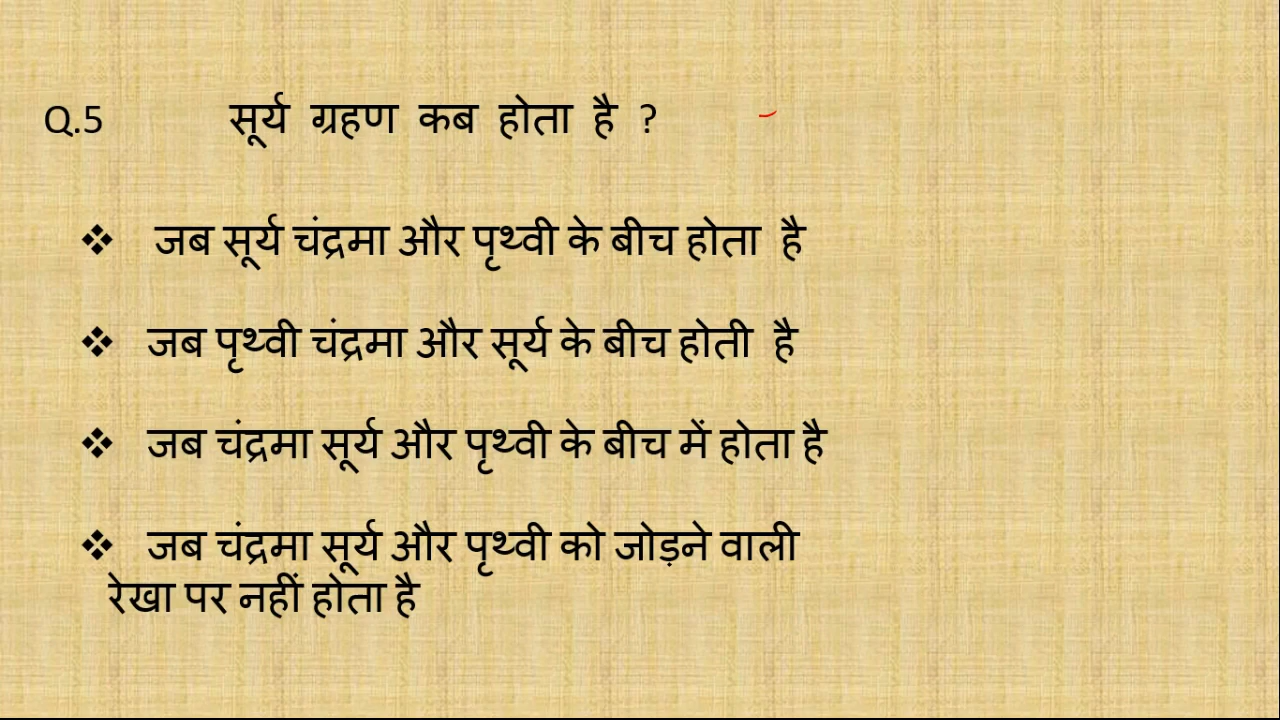 Q.5 सूर्य ग्रहण कब होता है ?
❖ जब सूर्य चंद्रमा और पृथ्वी के बीच होता है
❖ जब पृथ्वी चंद्रमा और सूर्य के बीच होती है
❖ जब चंद्रमा सूर्य और पृथ्वी के बीच में होता है
❖ जब चंद्रमा सूर्य और पृथ्वी को जोड़ने वाली
रेखा पर नहीं होता है